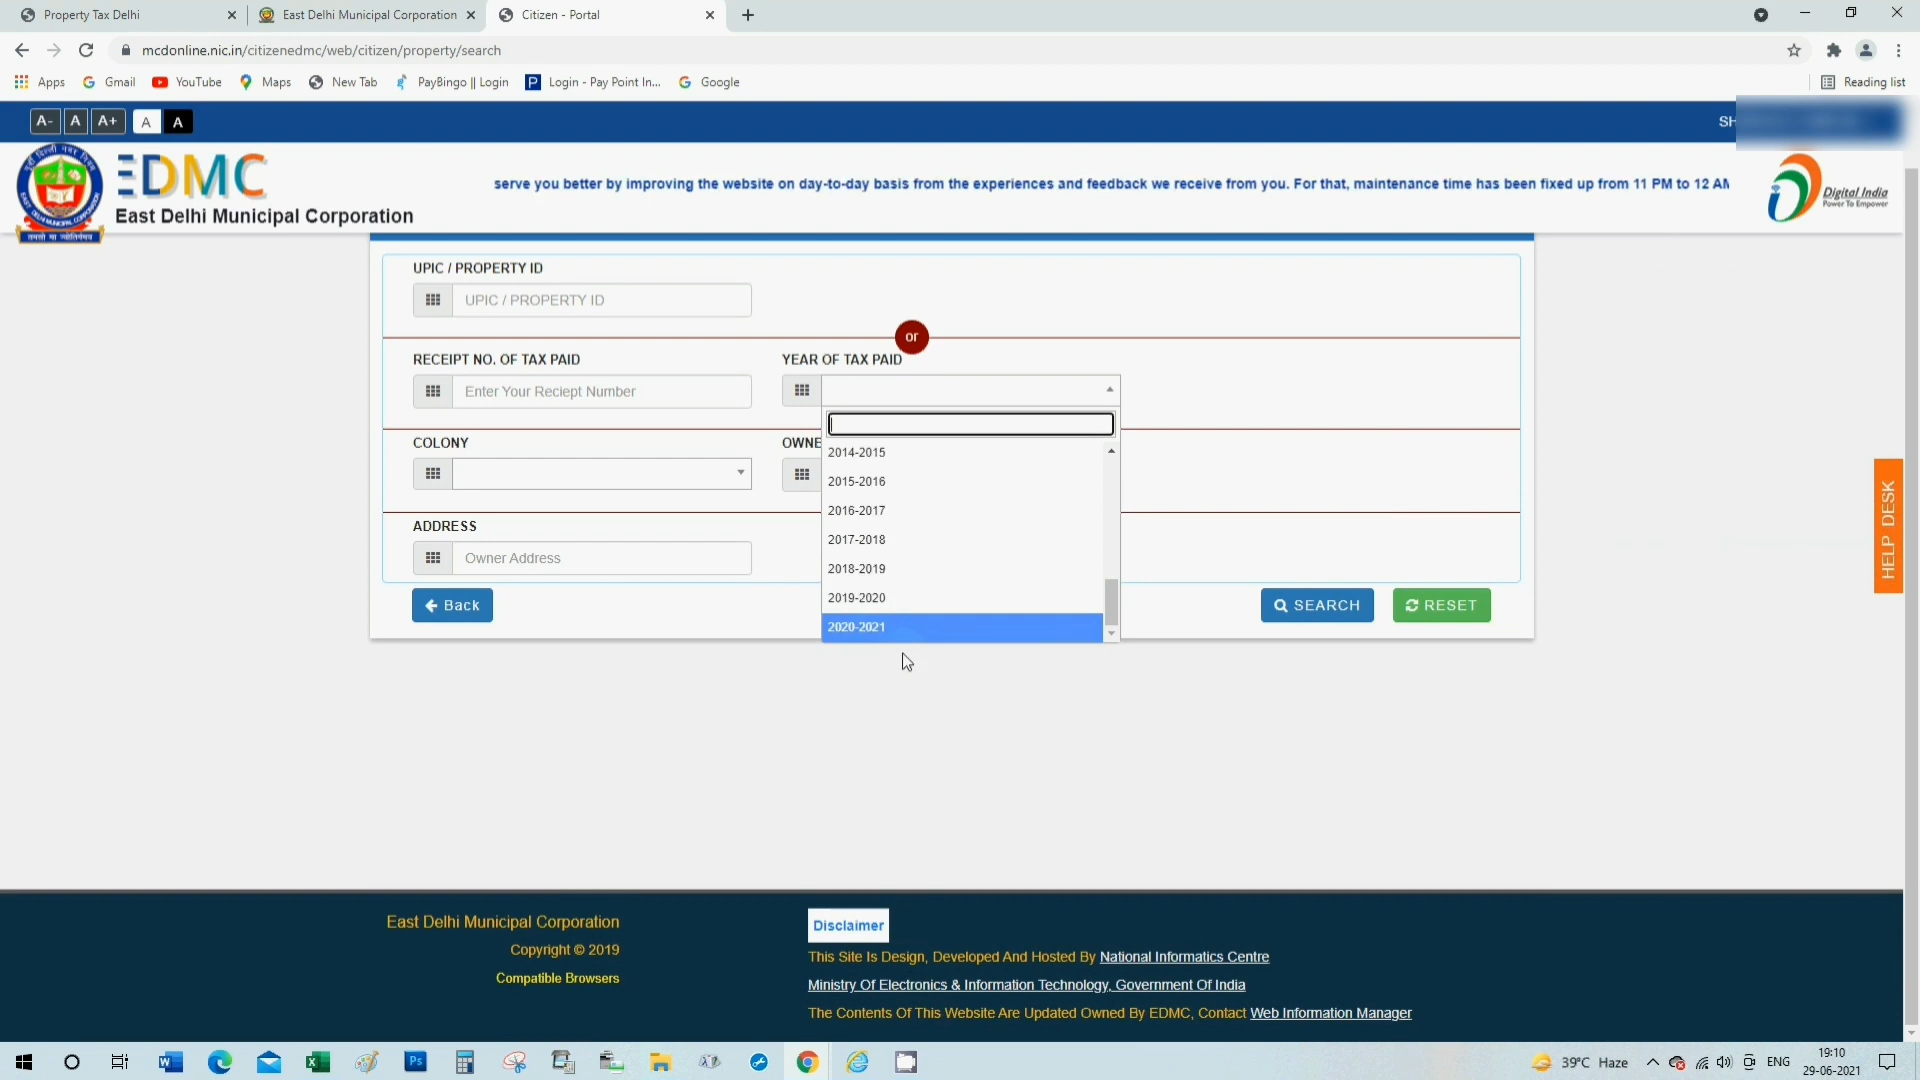 Property Tax Delhi
East Delhi Municipal Corporation
Citizen - Portal
mcdonline.nic.in/citizenedmc/web/citizen/property/search
Apps
Gmail
YouTube
Maps
New Tab
PayBingo || Login
Login - Pay Point In...
Google
Reading list
A-
A
A+
A
A
SH
EDMC
East Delhi Municipal Corporation
serve you better by improving the website on day-to-day basis from the experiences and feedback we receive from you. For that, maintenance time has been fixed up from 11 PM to 12 AM
Digital India
Power To Empower
UPIC / PROPERTY ID
UPIC / PROPERTY ID
or
RECEIPT NO. OF TAX PAID
YEAR OF TAX PAID
Enter Your Reciept Number
COLONY
OWNE
2014-2015
2015-2016
2016-2017
2017-2018
2018-2019
2019-2020
2020-2021
ADDRESS
Owner Address
Back
SEARCH
RESET
HELP DESK
East Delhi Municipal Corporation
Copyright © 2019
Compatible Browsers
Disclaimer
This Site Is Design, Developed And Hosted By National Informatics Centre
Ministry Of Electronics & Information Technology, Government Of India
The Contents Of This Website Are Updated Owned By EDMC, Contact Web Information Manager
39°C Haze
ENG
19:10
29-06-2021